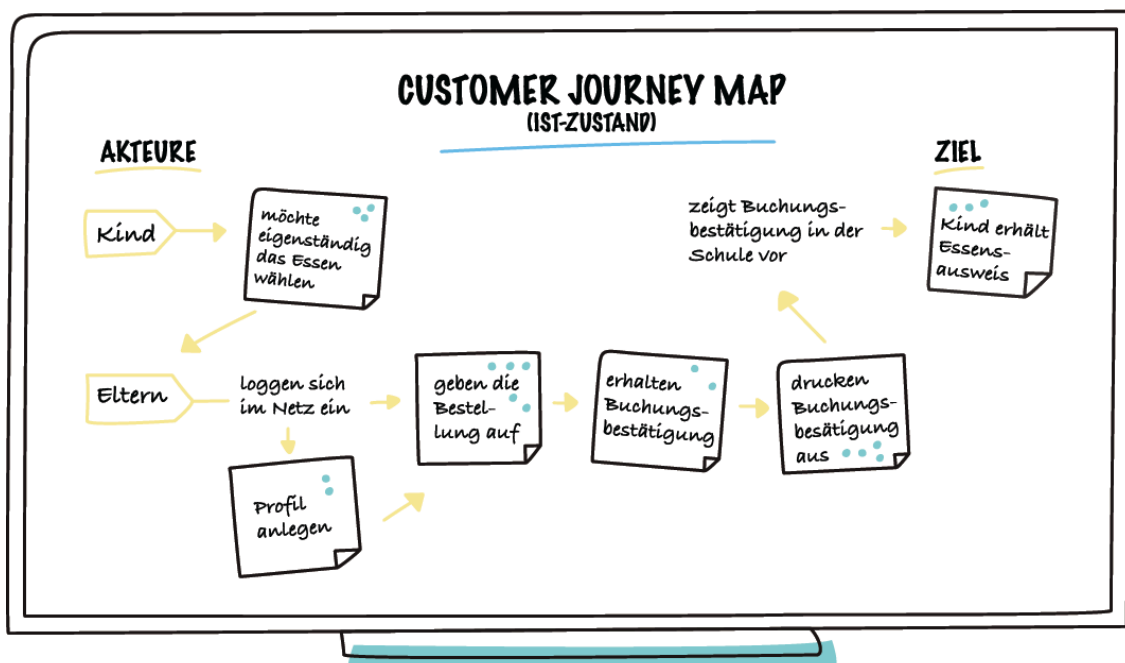 CUSTOMER JOURNEY MAP
(IST-ZUSTAND)
AKTEURE
ZIEL
Kind
möchte
eigenständig
das Essen
wählen
zeigt Buchungs-
bestätigung in der
Schule vor
Kind erhält
Essens-
ausweis
Eltern
loggen sich
im Netz ein
geben die
Bestel-
lung auf
erhalten
Buchungs-
bestätigung
drucken
Buchungs-
besätigung
aus
Profil
anlegen